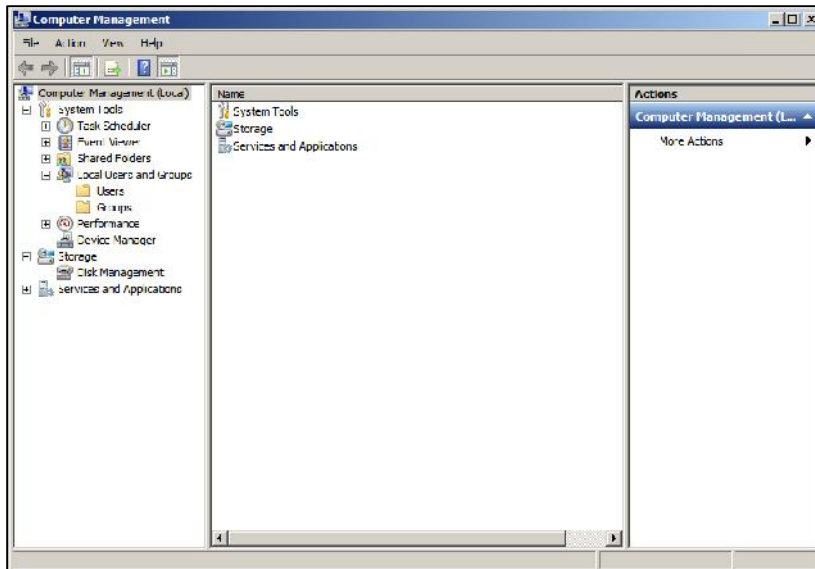 Computer Management
File Action View Help
Computer Management (Local)
System Tools
Task Scheduler
Event Viewer
Shared Folders
Local Users and Groups
Users
Groups
Performance
Device Manager
Storage
Disk Management
Services and Applications
Name
System Tools
Storage
Services and Applications
Actions
Computer Management (L...
More Actions